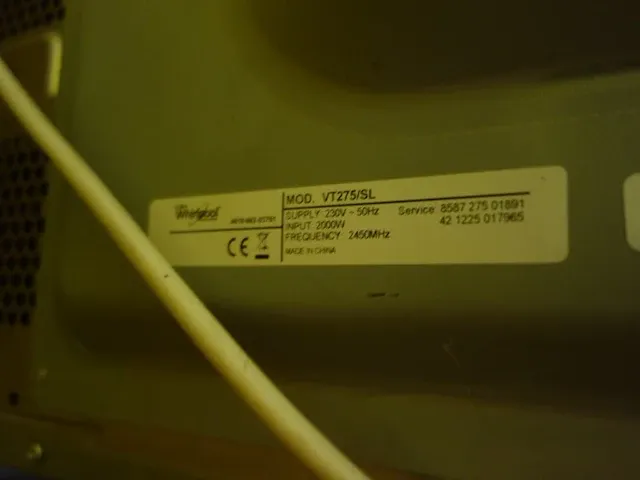 Whirlpool
MOD. VT275/SL
SUPPLY: 230V ~ 50Hz
INPUT: 2000W
FREQUENCY: 2450MHz
MADE IN CHINA
Service: 8587 275 01891
42 1225 017965
CE